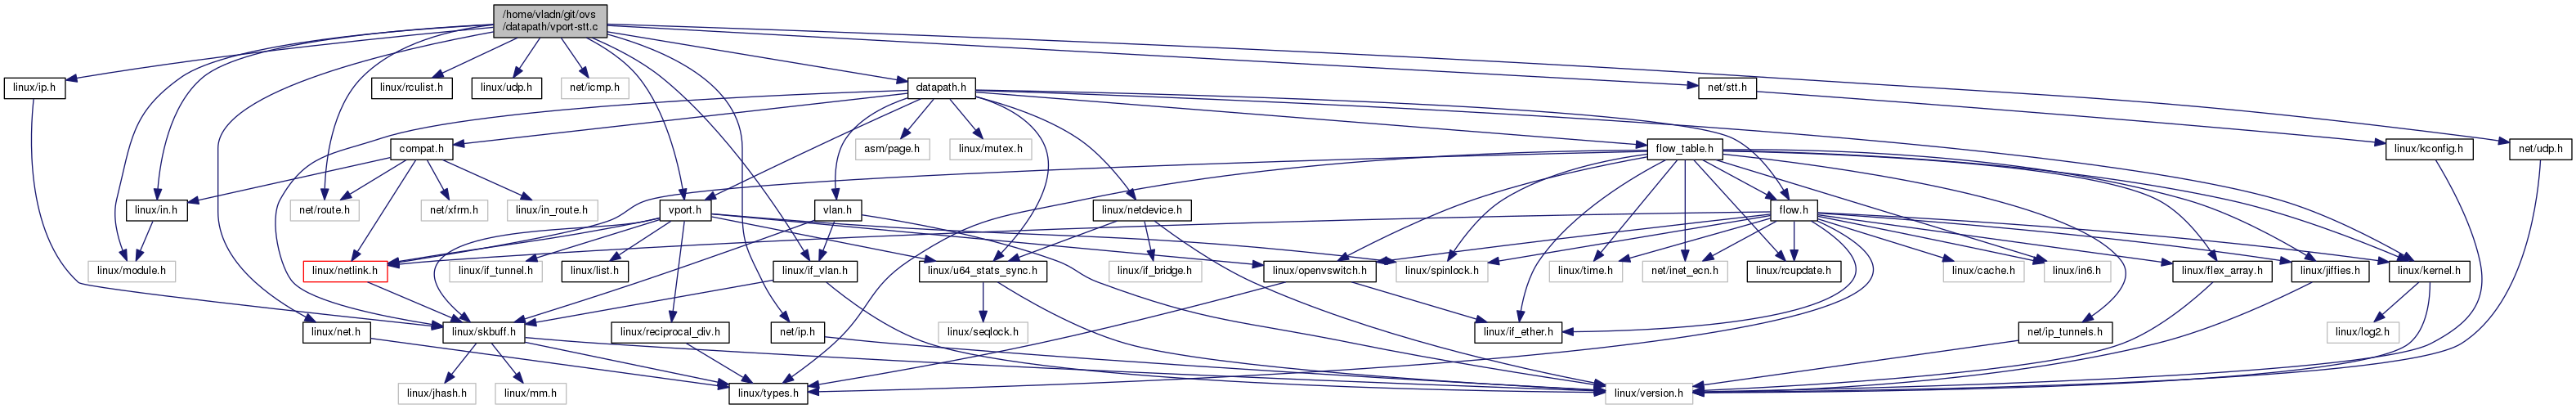 /home/vladn/git/ovs
/datapath/vport-stt.c
linux/ip.h
linux/rculist.h
linux/udp.h
net/icmp.h
datapath.h
net/stt.h
compat.h
asm/page.h
linux/mutex.h
flow_table.h
linux/kconfig.h
net/udp.h
linux/in.h
net/route.h
net/xfrm.h
linux/in_route.h
vport.h
vlan.h
linux/netdevice.h
flow.h
linux/module.h
linux/netlink.h
linux/if_tunnel.h
linux/list.h
linux/if_vlan.h
linux/u64_stats_sync.h
linux/if_bridge.h
linux/openvswitch.h
linux/spinlock.h
linux/time.h
net/inet_ecn.h
linux/rcupdate.h
linux/cache.h
linux/in6.h
linux/flex_array.h
linux/jiffies.h
linux/kernel.h
linux/net.h
linux/skbuff.h
linux/reciprocal_div.h
net/ip.h
linux/seqlock.h
linux/if_ether.h
net/ip_tunnels.h
linux/log2.h
linux/jhash.h
linux/mm.h
linux/types.h
linux/version.h